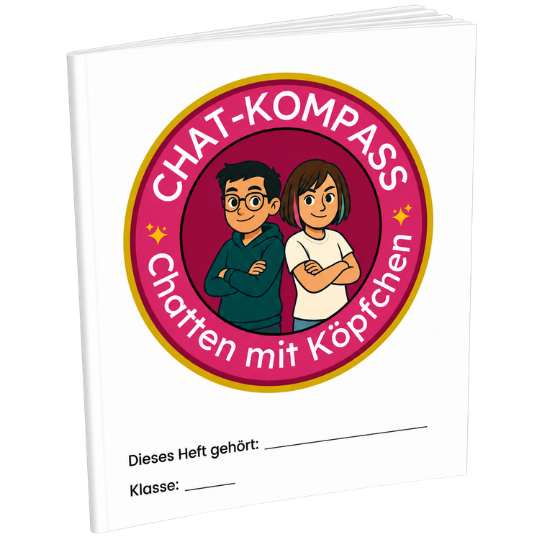 CHAT-KOMPASS
Chatten mit Köpfchen
Dieses Heft gehört:
Klasse: